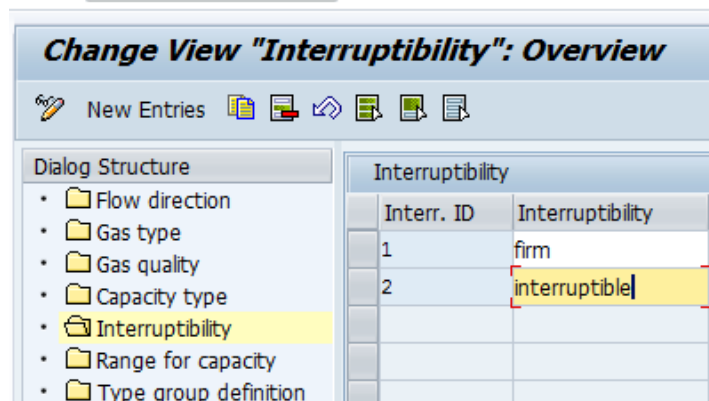 Change View "Interruptibility": Overview
New Entries
Dialog Structure
Flow direction
Gas type
Gas quality
Capacity type
Interruptibility
Range for capacity
Type group definition
Interruptibility
Interr. ID Interruptibility
1 firm
2 interruptible